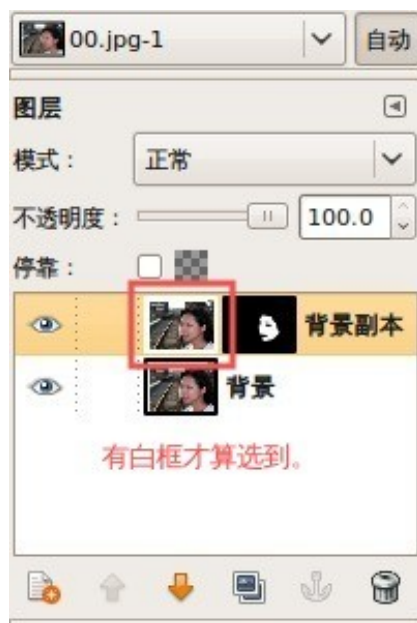 00.jpg-1
自动
图层
模式：
正常
不透明度：
100.0
停靠：
背景副本
背景
有白框才算选到。